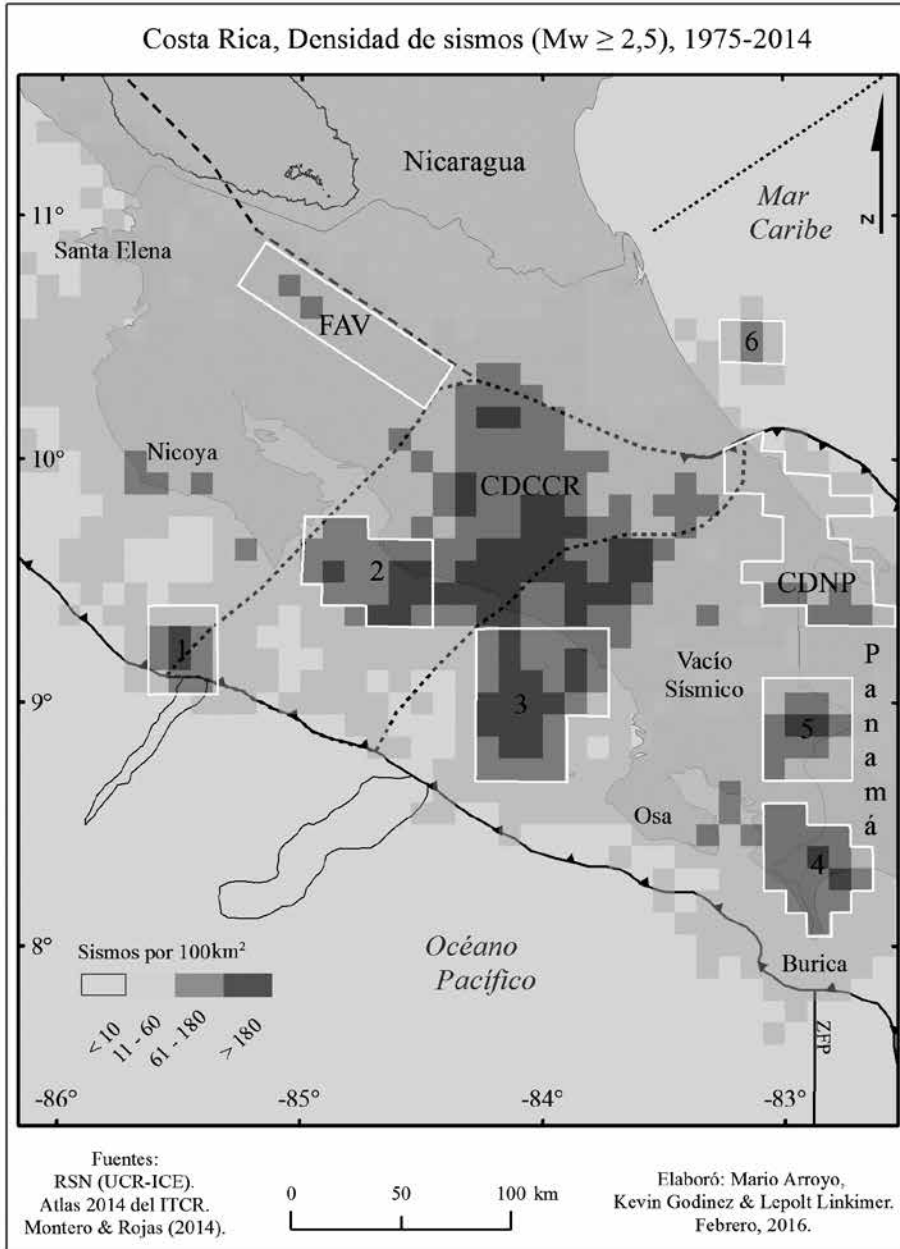 Costa Rica, Densidad de sismos (Mw ≥ 2,5), 1975-2014
Nicaragua
Mar
Caribe
N
11°
Santa Elena
FAV
6
Nicoya
10°
CDCCR
2
CDNP
1
Vacío
Sísmico
Panamá
9°
3
5
Osa
4
8°
Sismos por 100km²
< 10
11 - 60
61 - 180
> 180
Océano
Pacífico
Burica
ZFP
-86°
-85°
-84°
-83°
Fuentes:
RSN (UCR-ICE).
Atlas 2014 del ITCR.
Montero & Rojas (2014).
0 50 100 km
Elaboró: Mario Arroyo,
Kevin Godinez & Lepolt Linkimer.
Febrero, 2016.